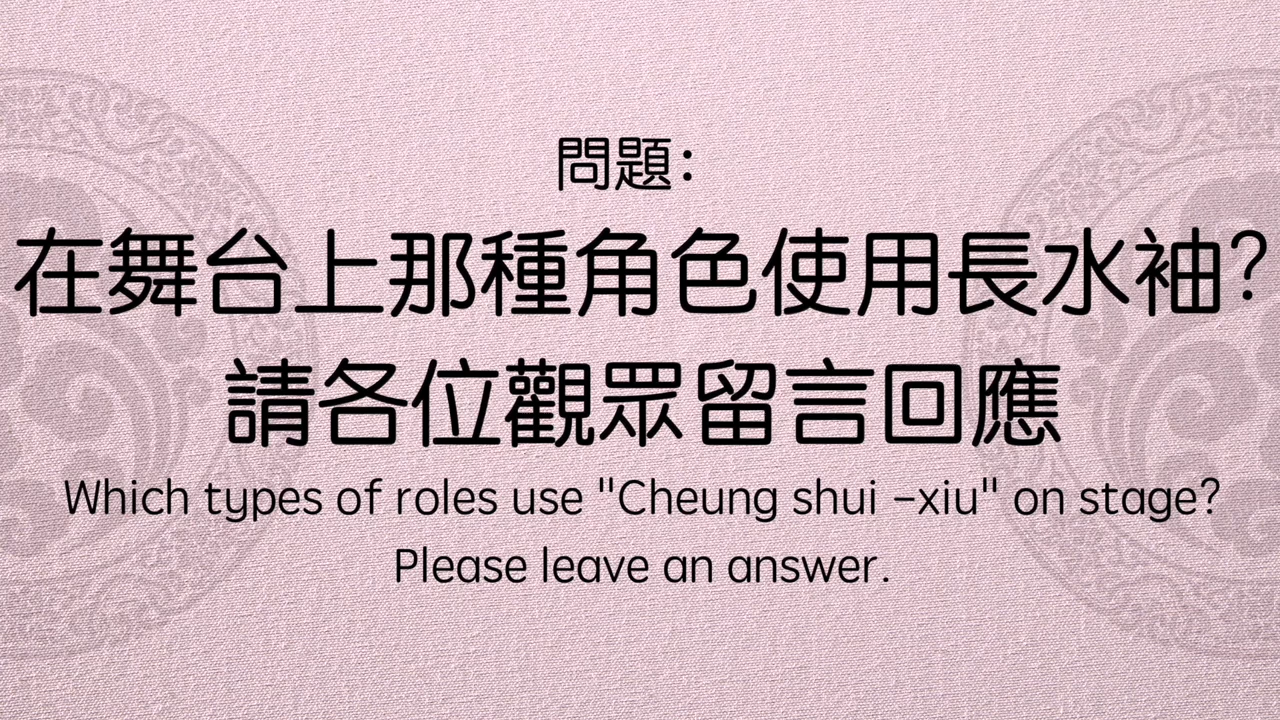 問題:
在舞台上那種角色使用長水袖?
請各位觀眾留言回應
Which types of roles use "Cheung shui -xiu" on stage?
Please leave an answer.